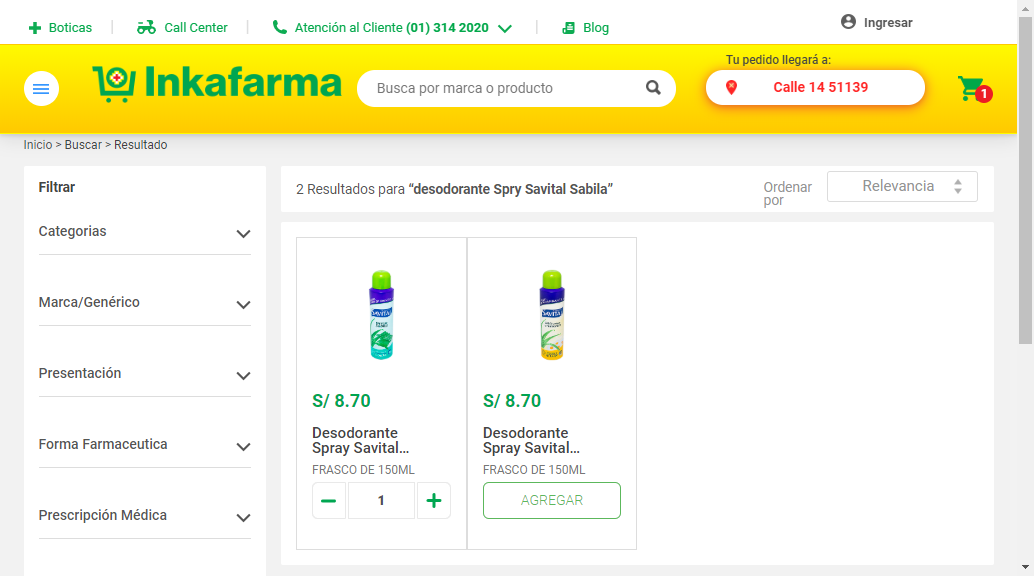 Boticas
Call Center
Atención al Cliente (01) 314 2020
Blog
Ingresar
Inkafarma
Busca por marca o producto
Tu pedido llegará a:
Calle 14 51139
1
Inicio > Buscar > Resultado
Filtrar
Categorias
Marca/Genérico
Presentación
Forma Farmaceutica
Prescripción Médica
2 Resultados para “desodorante Spry Savital Sabila”
Ordenar
por
Relevancia
SAVITAL
S/ 8.70
Desodorante
Spray Savital...
FRASCO DE 150ML
1
SAVITAL
S/ 8.70
Desodorante
Spray Savital...
FRASCO DE 150ML
AGREGAR